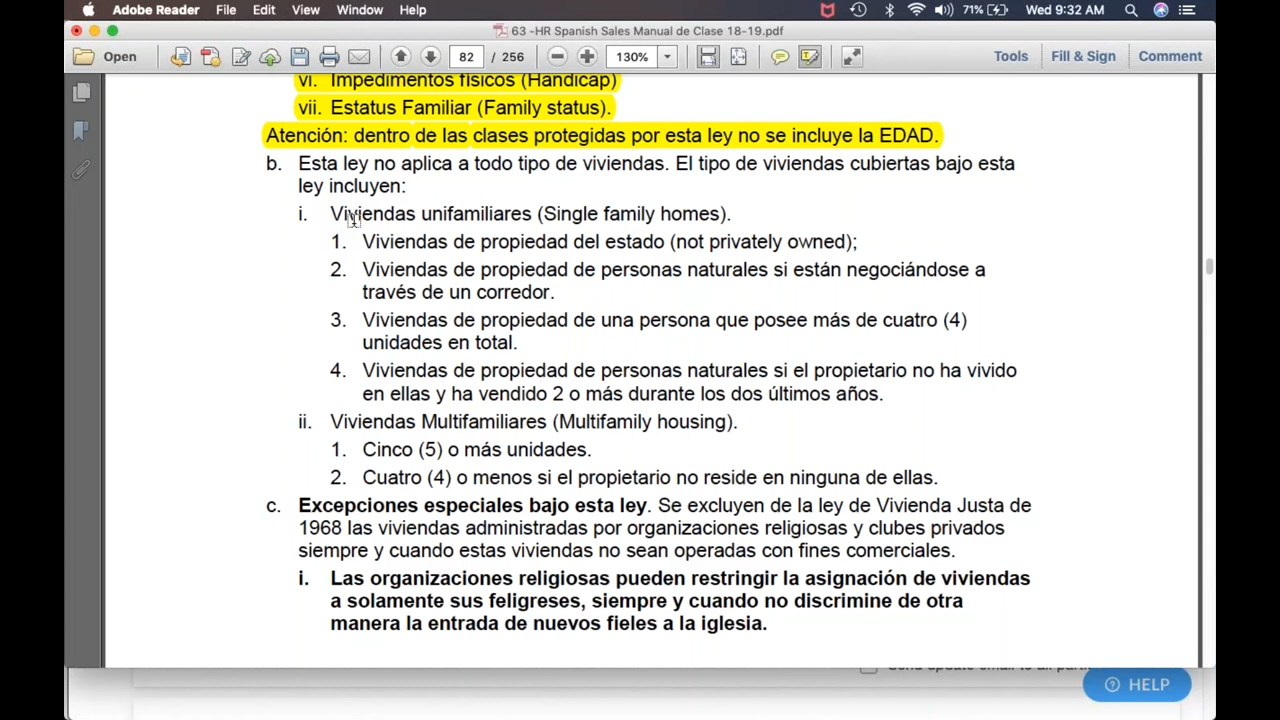 Adobe Reader File Edit View Window Help 71% Wed 9:32 AM
63 -HR Spanish Sales Manual de Clase 18-19.pdf
Open 82 / 256 130% Tools Fill & Sign Comment
vi. Impedimentos físicos (Handicap)
vii. Estatus Familiar (Family status).
Atención: dentro de las clases protegidas por esta ley no se incluye la EDAD.
b. Esta ley no aplica a todo tipo de viviendas. El tipo de viviendas cubiertas bajo esta
ley incluyen:
i. Viviendas unifamiliares (Single family homes).
1. Viviendas de propiedad del estado (not privately owned);
2. Viviendas de propiedad de personas naturales si están negociándose a
través de un corredor.
3. Viviendas de propiedad de una persona que posee más de cuatro (4)
unidades en total.
4. Viviendas de propiedad de personas naturales si el propietario no ha vivido
en ellas y ha vendido 2 o más durante los dos últimos años.
ii. Viviendas Multifamiliares (Multifamily housing).
1. Cinco (5) o más unidades.
2. Cuatro (4) o menos si el propietario no reside en ninguna de ellas.
c. Excepciones especiales bajo esta ley. Se excluyen de la ley de Vivienda Justa de
1968 las viviendas administradas por organizaciones religiosas y clubes privados
siempre y cuando estas viviendas no sean operadas con fines comerciales.
i. Las organizaciones religiosas pueden restringir la asignación de viviendas
a solamente sus feligreses, siempre y cuando no discrimine de otra
manera la entrada de nuevos fieles a la iglesia.
HELP